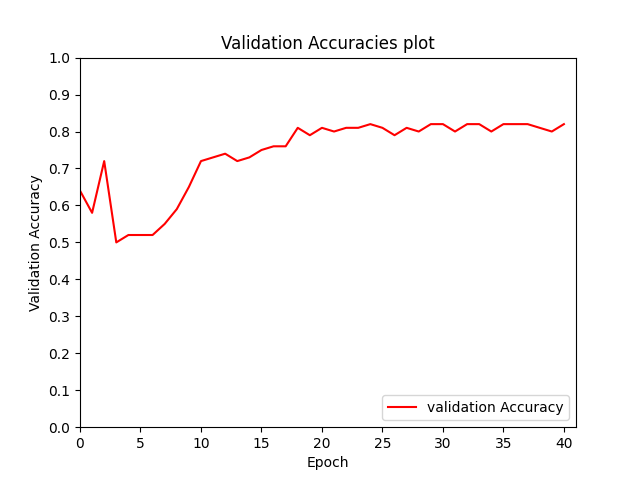 Validation Accuracies plot
1.0
0.9
0.8
0.7
0.6
0.5
0.4
0.3
0.2
0.1
0.0
Validation Accuracy
validation Accuracy
0 5 10 15 20 25 30 35 40
Epoch